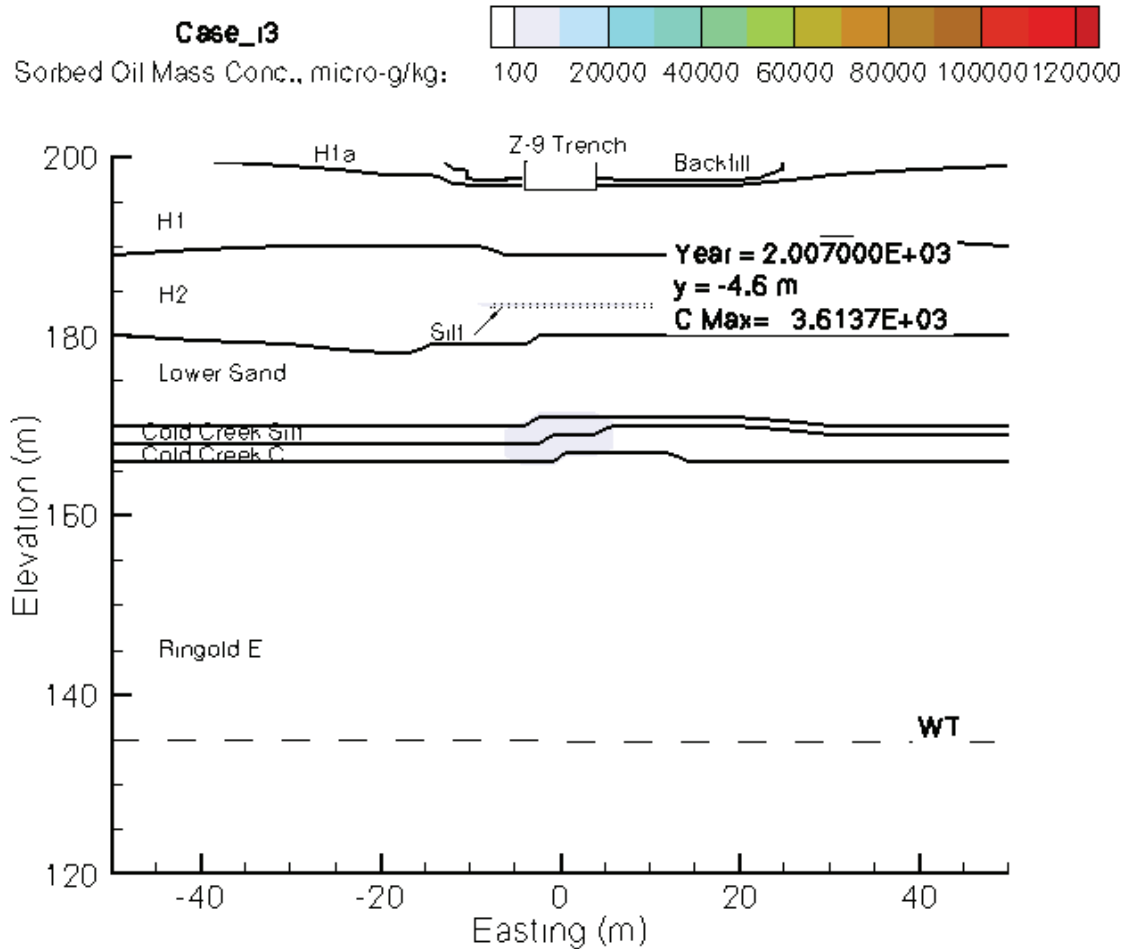 Case_i3
Sorbed Oil Mass Conc., micro-g/kg:
100 20000 40000 60000 80000 100000 120000
200
H1a
Z-9 Trench
Backfill
H1
Year = 2.007000E+03
y = -4.6 m
C Max= 3.6137E+03
H2
Silt
180
Lower Sand
Cold Creek Silt
Cold Creek C
160
Elevation (m)
Ringold E
140
WT
120
-40 -20 0 20 40
Easting (m)